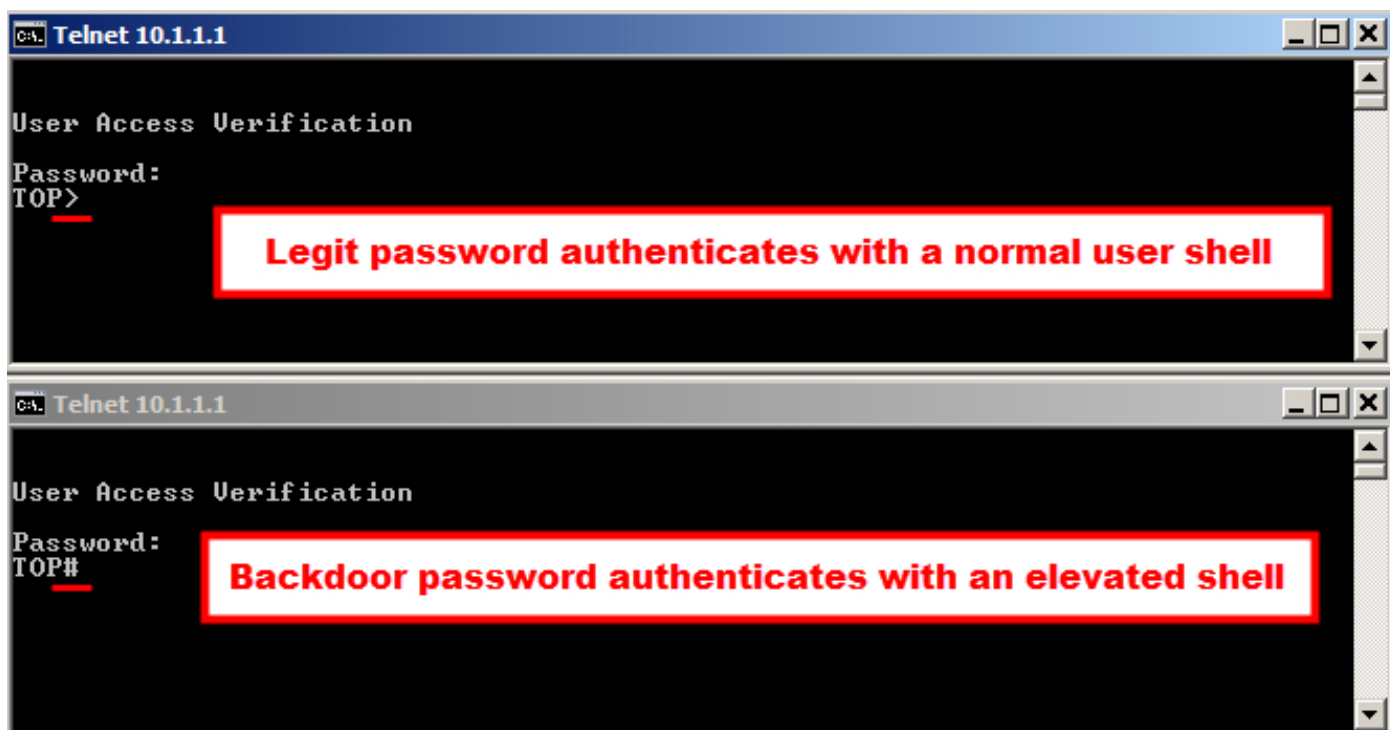 Telnet 10.1.1.1
User Access Verification
Password:
TOP>
Legit password authenticates with a normal user shell
Telnet 10.1.1.1
User Access Verification
Password:
TOP#
Backdoor password authenticates with an elevated shell